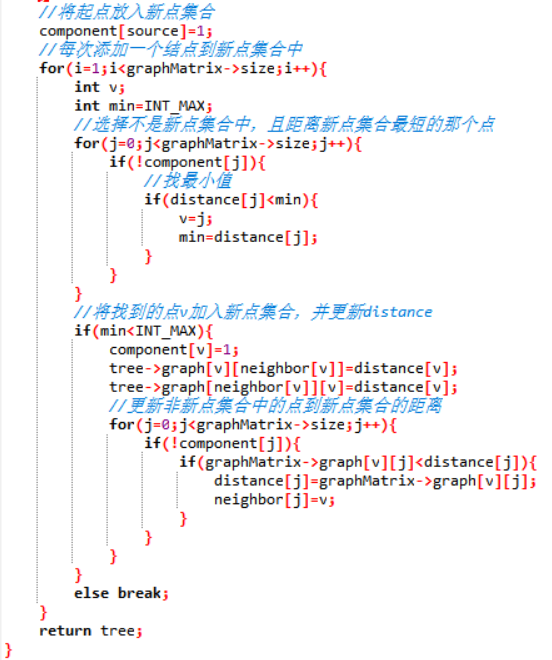 //将起点放入新点集合
component[source]=1;
//每次添加一个结点到新点集合中
for(i=1;i<graphMatrix->size;i++){
int v;
int min=INT_MAX;
//选择不是新点集合中，且距离新点集合最短的那个点
for(j=0;j<graphMatrix->size;j++){
if(!component[j]){
//找最小值
if(distance[j]<min){
v=j;
min=distance[j];
}
}
}
//将找到的点v加入新点集合，并更新distance
if(min<INT_MAX){
component[v]=1;
tree->graph[v][neighbor[v]]=distance[v];
tree->graph[neighbor[v]][v]=distance[v];
//更新非新点集合中的点到新点集合的距离
for(j=0;j<graphMatrix->size;j++){
if(!component[j]){
if(graphMatrix->graph[v][j]<distance[j]){
distance[j]=graphMatrix->graph[v][j];
neighbor[j]=v;
}
}
}
}
else break;
}
return tree;
}